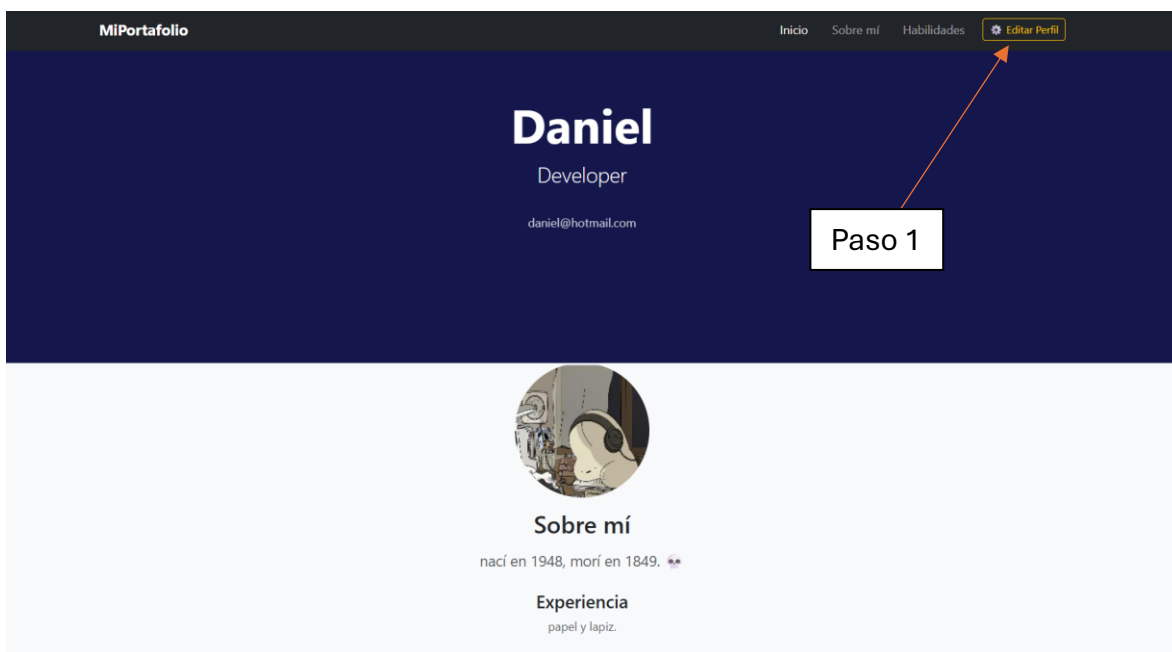 MiPortafolio Inicio Sobre mí Habilidades Editar Perfil
Daniel
Developer
daniel@hotmail.com
Paso 1
Sobre mí
nací en 1948, morí en 1849. 💀
Experiencia
papel y lapiz.